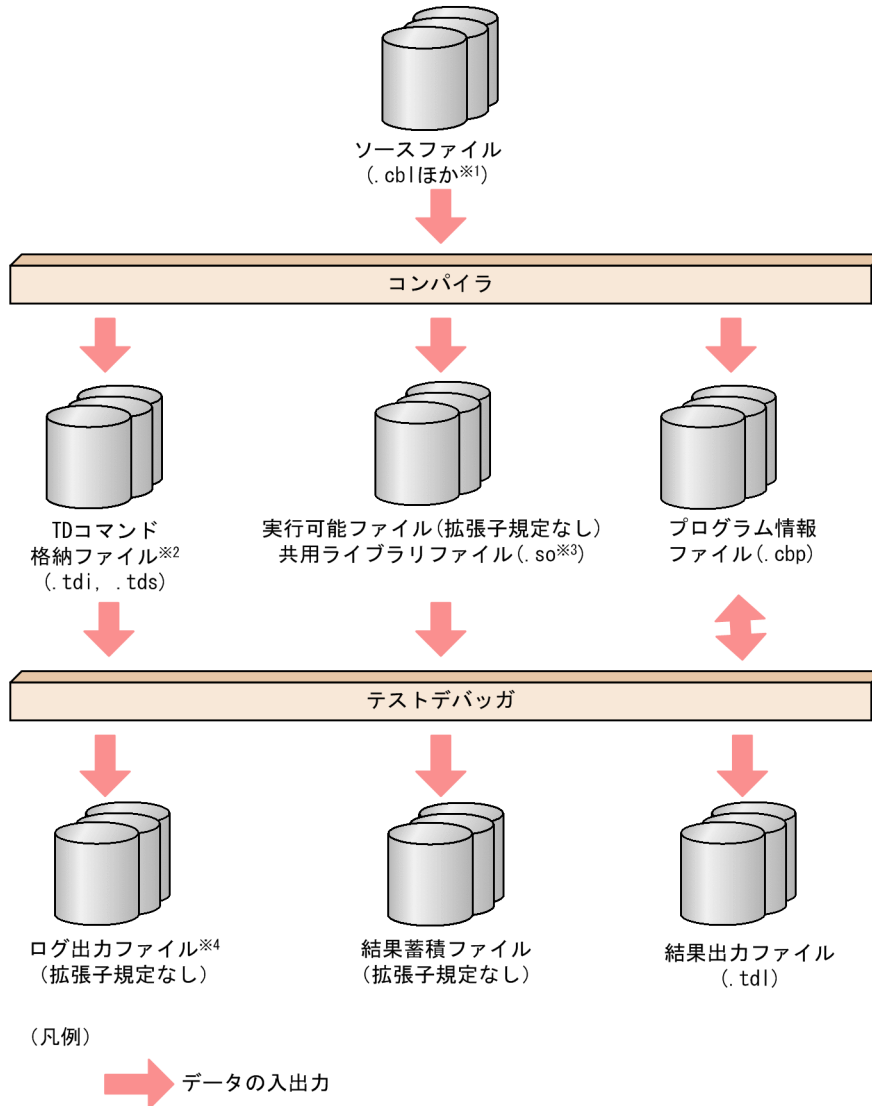 ソースファイル
(.cblほか※1)
コンパイラ
TDコマンド
格納ファイル※2
(.tdi, .tds)
実行可能ファイル(拡張子規定なし)
共用ライブラリファイル(.so※3)
プログラム情報
ファイル(.cbp)
テストデバッガ
ログ出力ファイル※4
(拡張子規定なし)
結果蓄積ファイル
(拡張子規定なし)
結果出力ファイル
(.tdl)
(凡例)
データの入出力